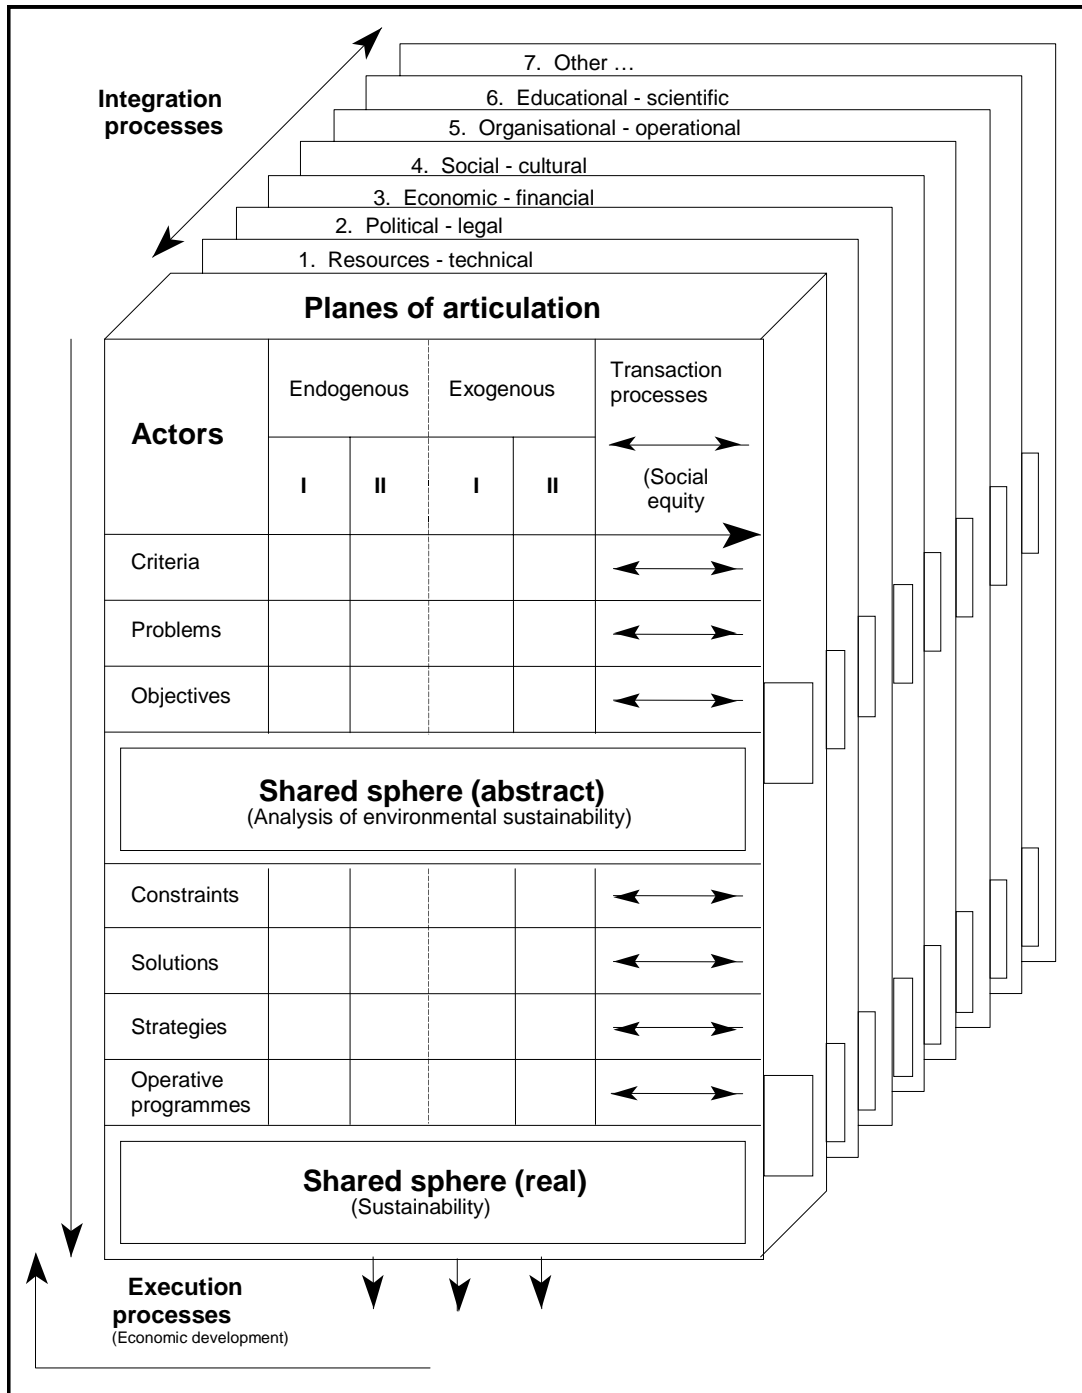 7. Other ...
Integration
processes
6. Educational - scientific
5. Organisational - operational
4. Social - cultural
3. Economic - financial
2. Political - legal
1. Resources - technical
Planes of articulation
Actors
Endogenous
Exogenous
Transaction
processes
I
II
I
II
(Social
equity
Criteria
Problems
Objectives
Shared sphere (abstract)
(Analysis of environmental sustainability)
Constraints
Solutions
Strategies
Operative
programmes
Shared sphere (real)
(Sustainability)
Execution
processes
(Economic development)